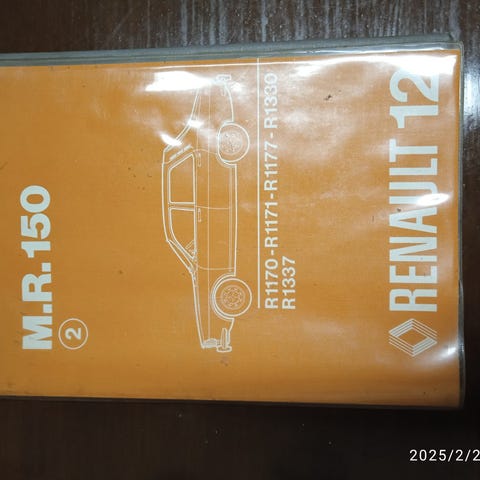 RENAULT 12
R1170-R1171-R1177-R1330
R1337
M.R.150
2
2025/2/2